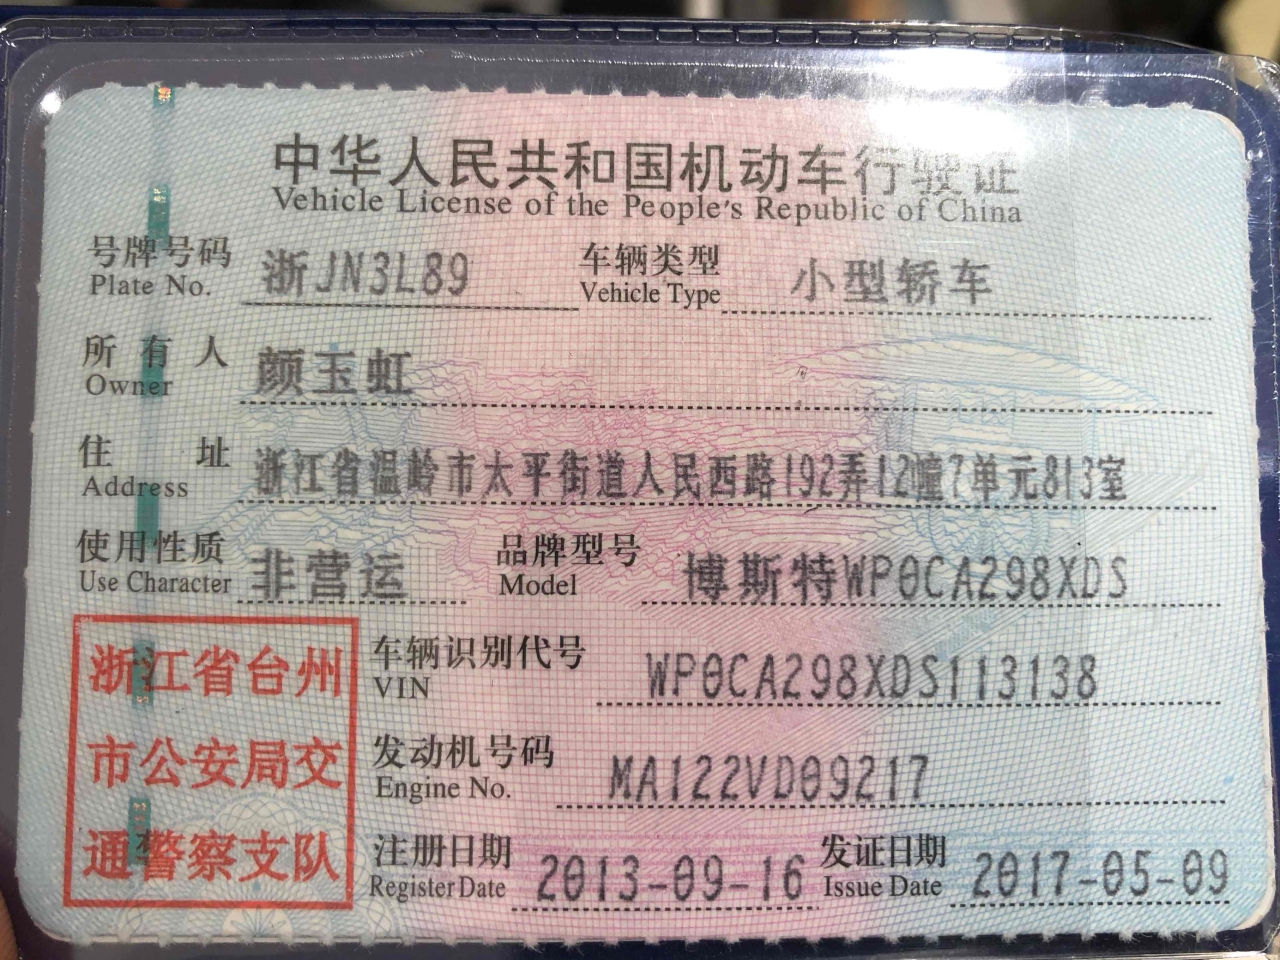 中华人民共和国机动车行驶证
Vehicle License of the People's Republic of China
号牌号码 浙JN3L89 车辆类型 小型轿车
Plate No. Vehicle Type
所有人 颜玉虹
Owner
住址 浙江省温岭市太平街道人民西路192弄12幢7单元813室
Address
使用性质 非营运 品牌型号 博斯特WP0CA298XDS
Use Character Model
浙江省台州
市公安局交
通警察支队
车辆识别代号 WP0CA298XDS113138
VIN
发动机号码 MA122VD09217
Engine No.
注册日期 2013-09-16 发证日期 2017-05-09
Register Date Issue Date